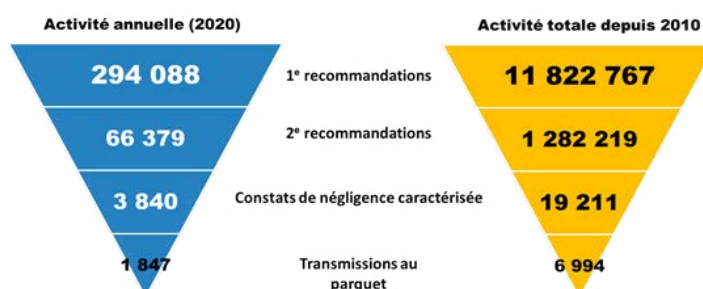 Activité annuelle (2020)
Activité totale depuis 2010
294 088
1e recommandations
11 822 767
66 379
2e recommandations
1 282 219
3 840
Constats de négligence caractérisée
19 211
1 847
Transmissions au
parquet
6 994